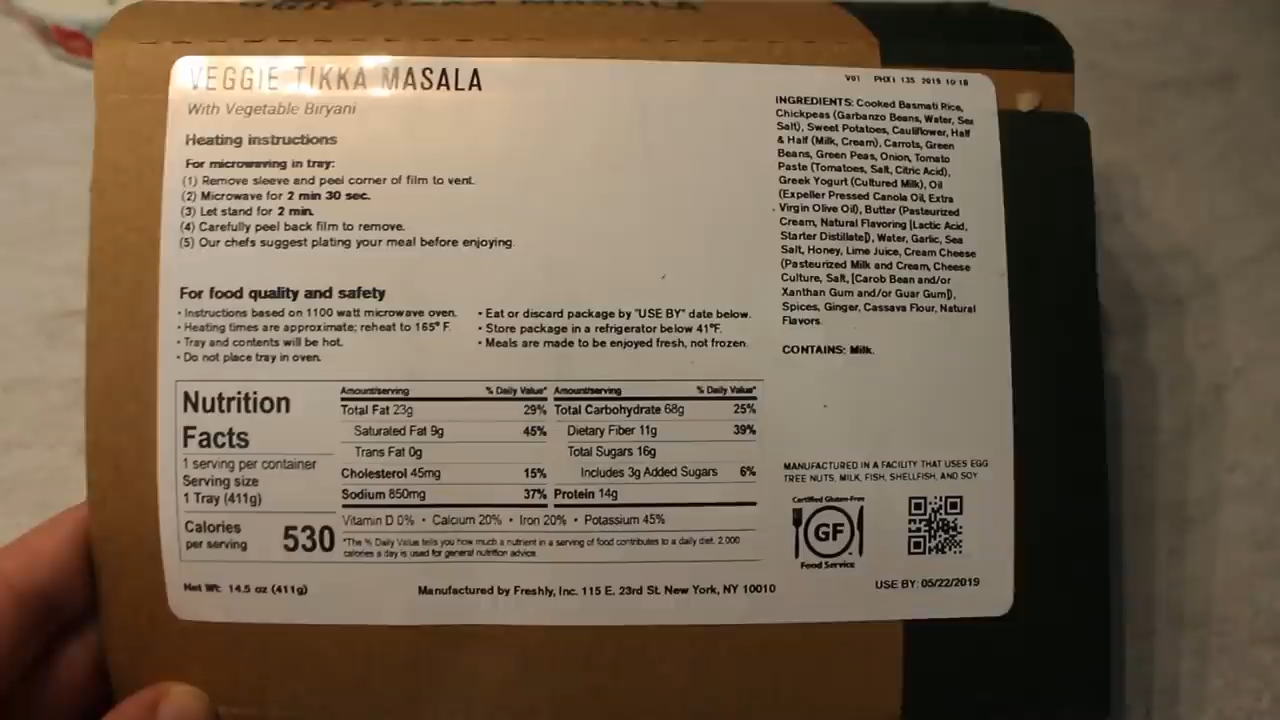 VEGGIE TIKKA MASALA
With Vegetable Biryani
Heating instructions
For microwaving in tray:
(1) Remove sleeve and peel corner of film to vent.
(2) Microwave for 2 min 30 sec.
(3) Let stand for 2 min.
(4) Carefully peel back film to remove.
(5) Our chefs suggest plating your meal before enjoying.
For food quality and safety
• Instructions based on 1100 watt microwave oven.
• Heating times are approximate; reheat to 165° F.
• Tray and contents will be hot.
• Do not place tray in oven.
• Eat or discard package by "USE BY" date below.
• Store package in a refrigerator below 41°F.
• Meals are made to be enjoyed fresh, not frozen.
Nutrition
Facts
1 serving per container
Serving size
1 Tray (411g)
Calories
per serving 530
Amount/serving % Daily Value*
Total Fat 23g 29%
Saturated Fat 9g 45%
Trans Fat 0g
Cholesterol 45mg 15%
Sodium 850mg 37%
Amount/serving % Daily Value*
Total Carbohydrate 68g 25%
Dietary Fiber 11g 39%
Total Sugars 16g
Includes 3g Added Sugars 6%
Protein 14g
Vitamin D 0% • Calcium 20% • Iron 20% • Potassium 45%
*The % Daily Value tells you how much a nutrient in a serving of food contributes to a daily diet. 2,000
calories a day is used for general nutrition advice.
Net Wt: 14.5 oz (411g)
Manufactured by Freshly, Inc. 115 E. 23rd St. New York, NY 10010
V01 PHX1 135 2019 10:18
INGREDIENTS: Cooked Basmati Rice,
Chickpeas (Garbanzo Beans, Water, Sea
Salt), Sweet Potatoes, Cauliflower, Half
& Half (Milk, Cream), Carrots, Green
Beans, Green Peas, Onion, Tomato
Paste (Tomatoes, Salt, Citric Acid),
Greek Yogurt (Cultured Milk), Oil
(Expeller Pressed Canola Oil, Extra
Virgin Olive Oil), Butter (Pasteurized
Cream, Natural Flavoring [Lactic Acid,
Starter Distillate]), Water, Garlic, Sea
Salt, Honey, Lime Juice, Cream Cheese
(Pasteurized Milk and Cream, Cheese
Culture, Salt, [Carob Bean and/or
Xanthan Gum and/or Guar Gum]),
Spices, Ginger, Cassava Flour, Natural
Flavors.
CONTAINS: Milk.
MANUFACTURED IN A FACILITY THAT USES EGG
TREE NUTS, MILK, FISH, SHELLFISH, AND SOY
Certified Gluten-Free
GF
Food Service
USE BY: 05/22/2019